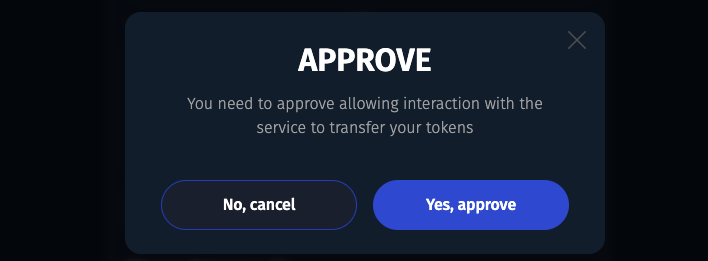 APPROVE
You need to approve allowing interaction with the
service to transfer your tokens
No, cancel
Yes, approve